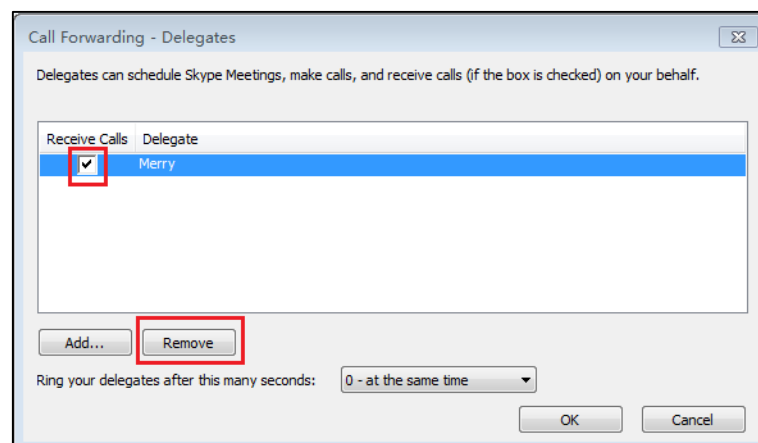 Call Forwarding - Delegates
Delegates can schedule Skype Meetings, make calls, and receive calls (if the box is checked) on your behalf.
Receive Calls Delegate
Merry
Add... Remove
Ring your delegates after this many seconds: 0 - at the same time
OK Cancel